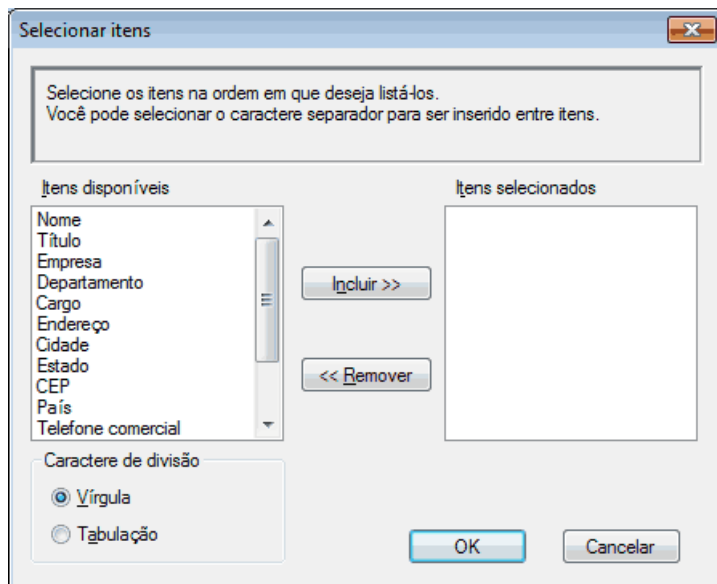 Selecionar itens
Selecione os itens na ordem em que deseja listá-los.
Você pode selecionar o caractere separador para ser inserido entre itens.
Itens disponíveis
Itens selecionados
Nome
Título
Empresa
Departamento
Cargo
Endereço
Cidade
Estado
CEP
País
Telefone comercial
Incluir >>
<< Remover
Caractere de divisão
Vírgula
Tabulação
OK
Cancelar